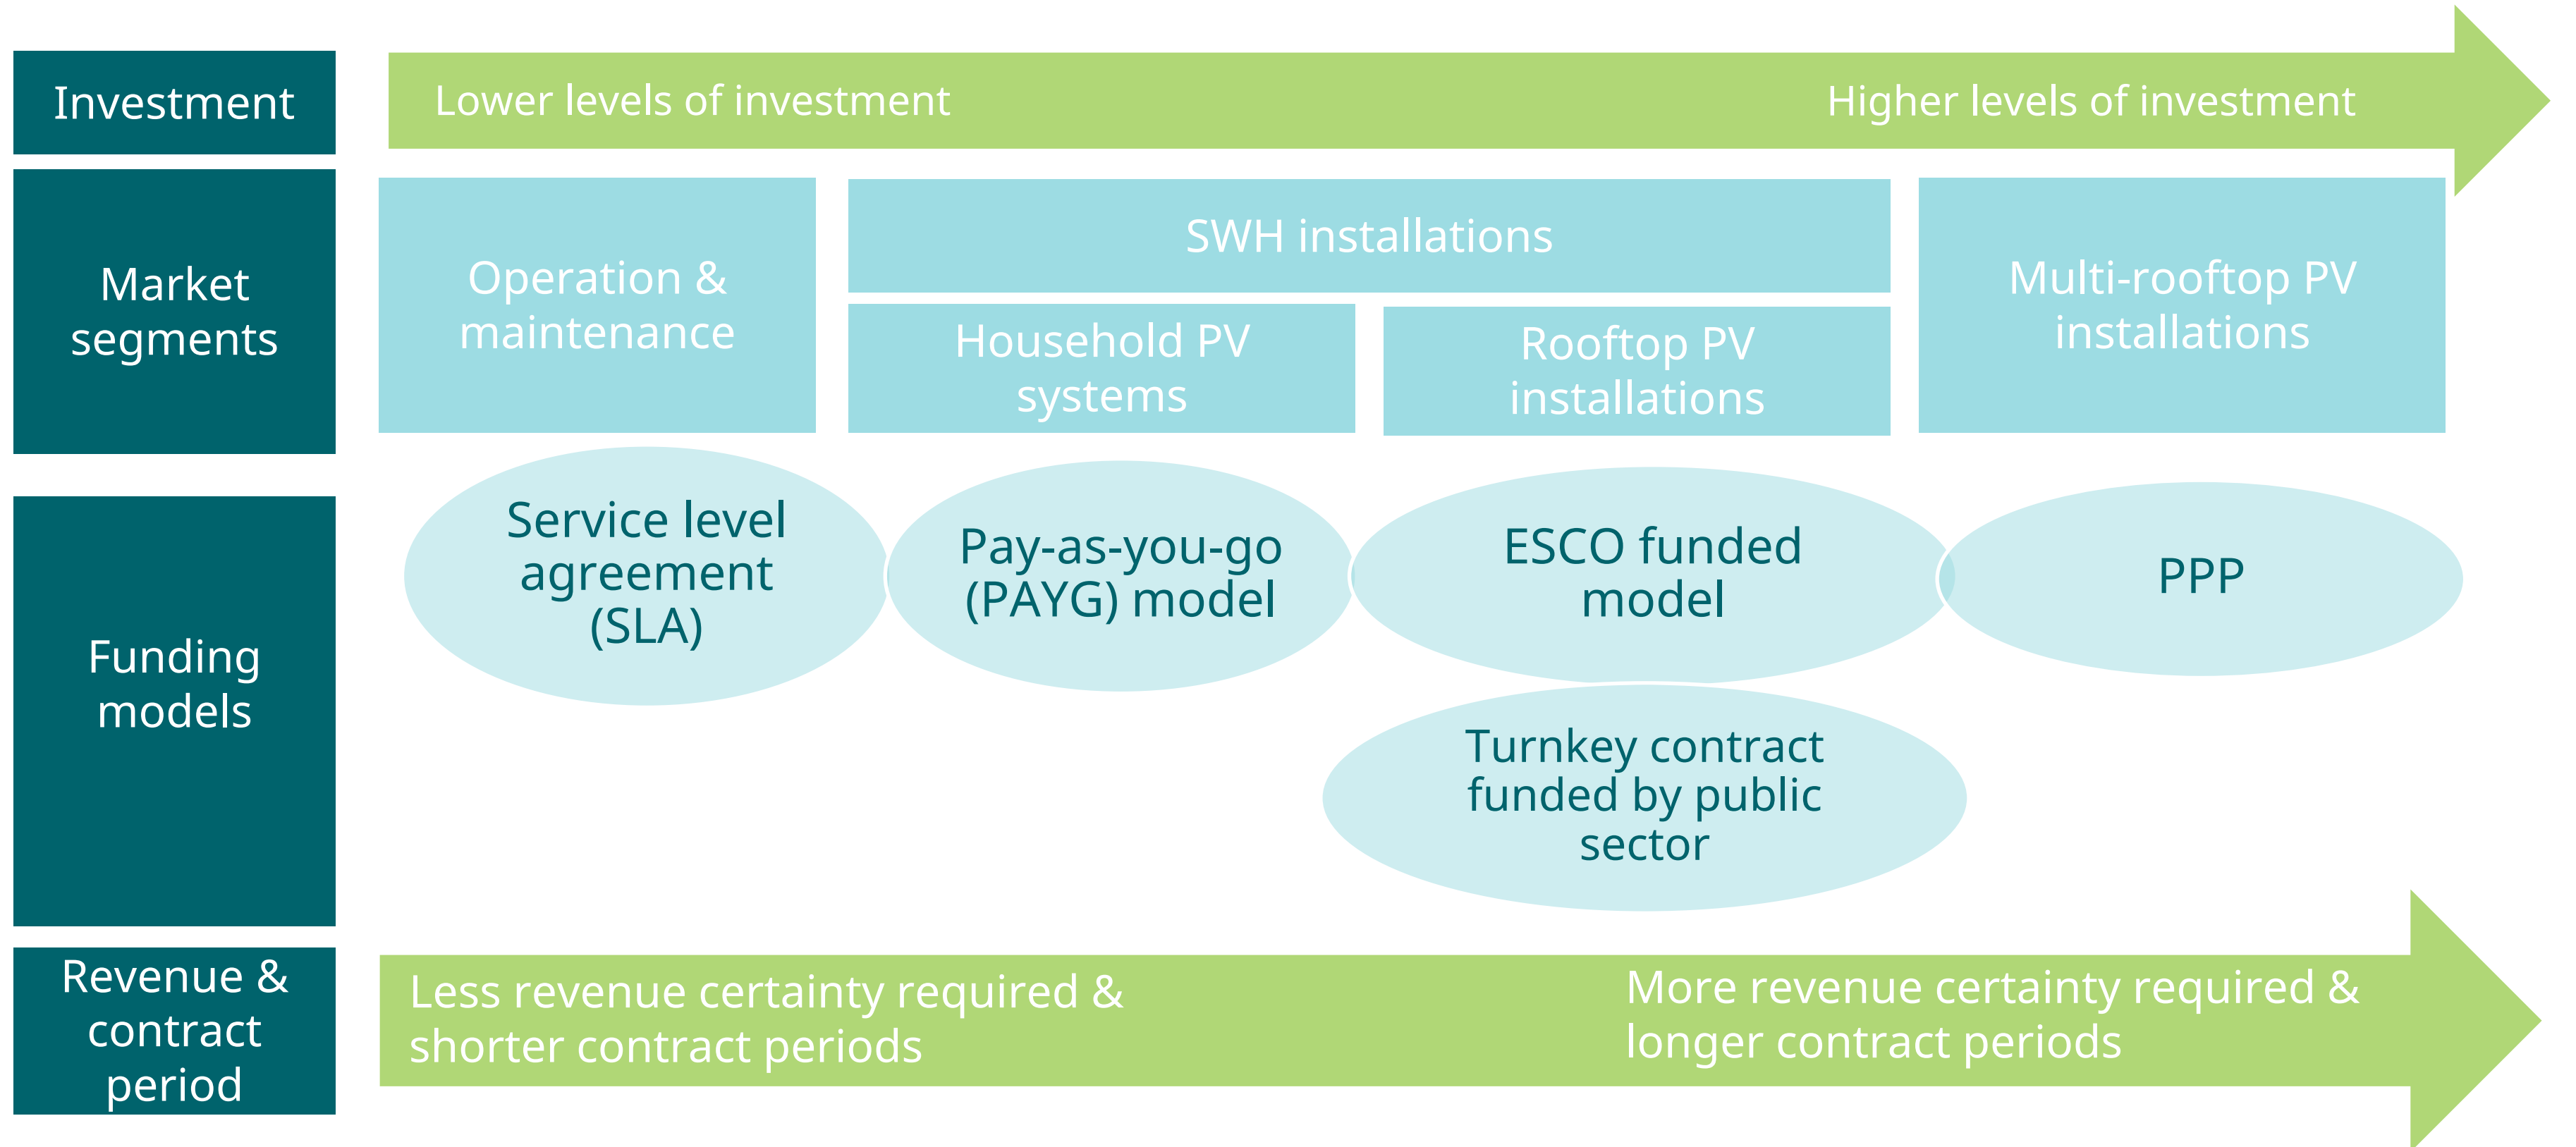 Investment
Lower levels of investment
Higher levels of investment
Market
segments
Operation &
maintenance
SWH installations
Household PV
systems
Rooftop PV
installations
Multi-rooftop PV
installations
Funding
models
Service level
agreement
(SLA)
Pay-as-you-go
(PAYG) model
ESCO funded
model
PPP
Turnkey contract
funded by public
sector
Revenue &
contract
period
Less revenue certainty required &
shorter contract periods
More revenue certainty required &
longer contract periods